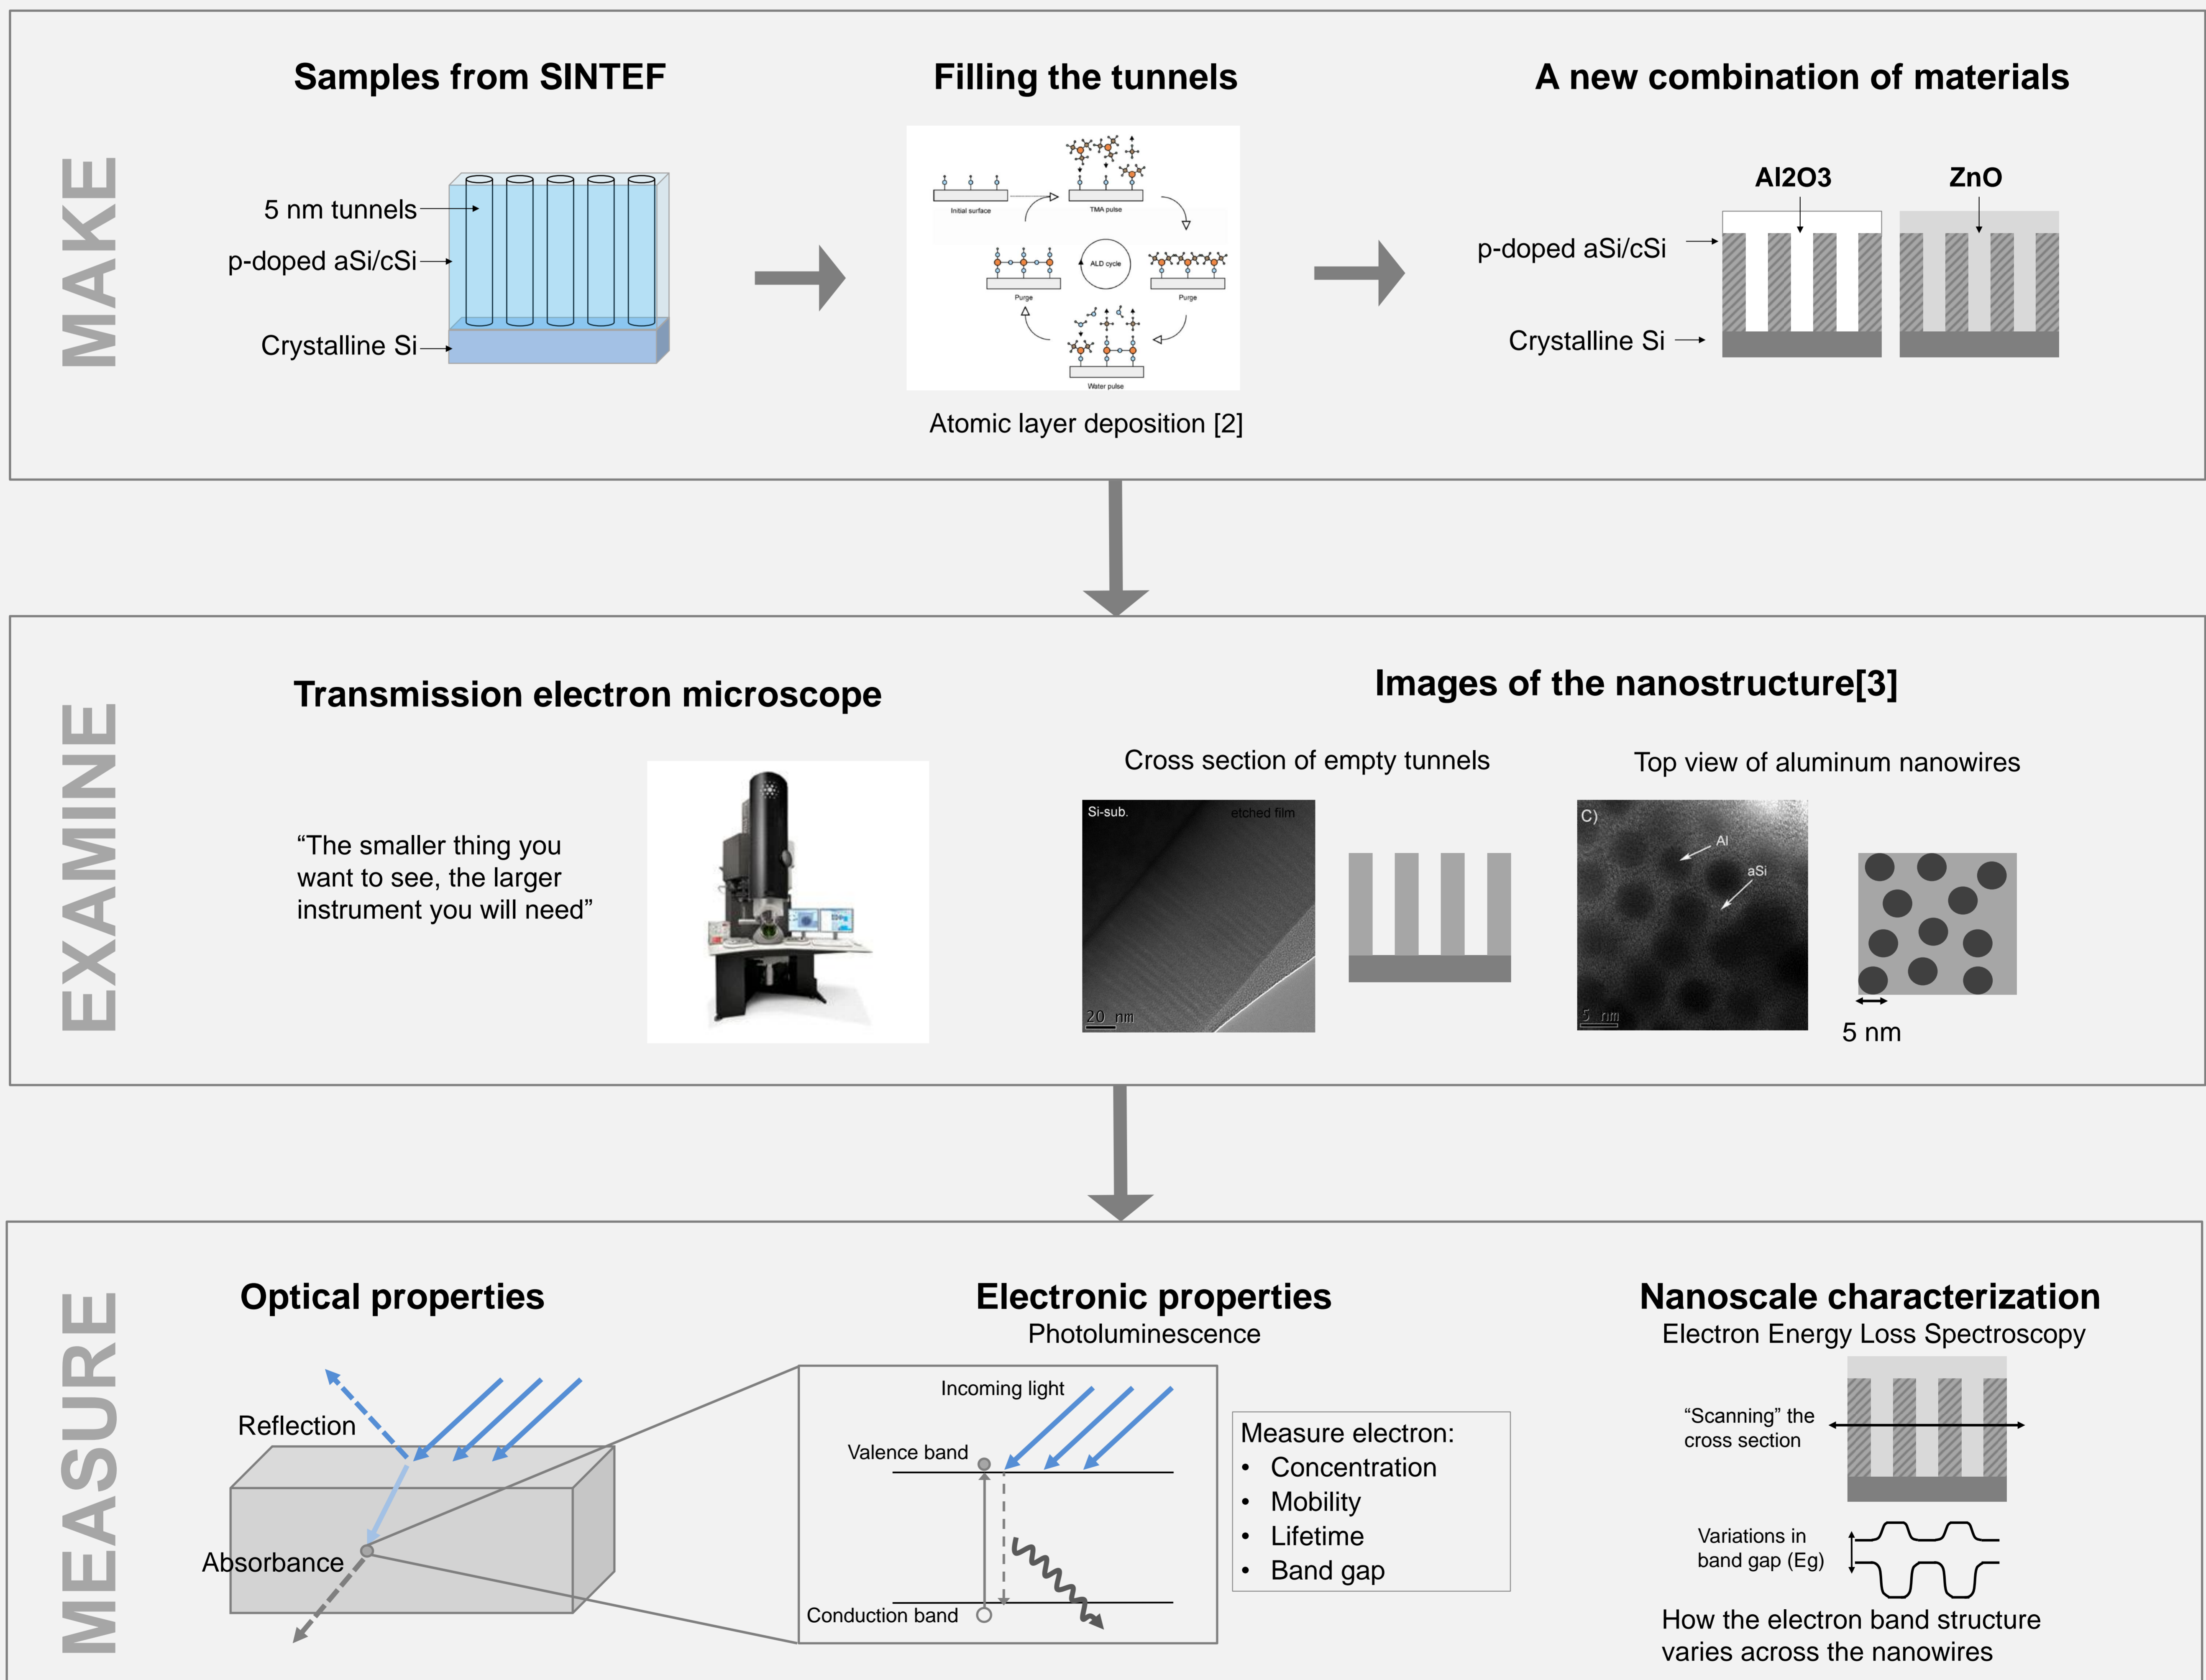 MAKE
Samples from SINTEF
5 nm tunnels
p-doped aSi/cSi
Crystalline Si
Filling the tunnels
Initial surface
TMA pulse
ALD cycle
Purge
Purge
Water pulse
Atomic layer deposition [2]
A new combination of materials
Al2O3
ZnO
p-doped aSi/cSi
Crystalline Si
EXAMINE
Transmission electron microscope
“The smaller thing you
want to see, the larger
instrument you will need”
Images of the nanostructure[3]
Cross section of empty tunnels
Si-sub.
etched film
20 nm
Top view of aluminum nanowires
C)
Al
aSi
5 nm
5 nm
MEASURE
Optical properties
Reflection
Absorbance
Electronic properties
Photoluminescence
Incoming light
Valence band
Conduction band
Measure electron:
• Concentration
• Mobility
• Lifetime
• Band gap
Nanoscale characterization
Electron Energy Loss Spectroscopy
“Scanning” the
cross section
Variations in
band gap (Eg)
How the electron band structure
varies across the nanowires